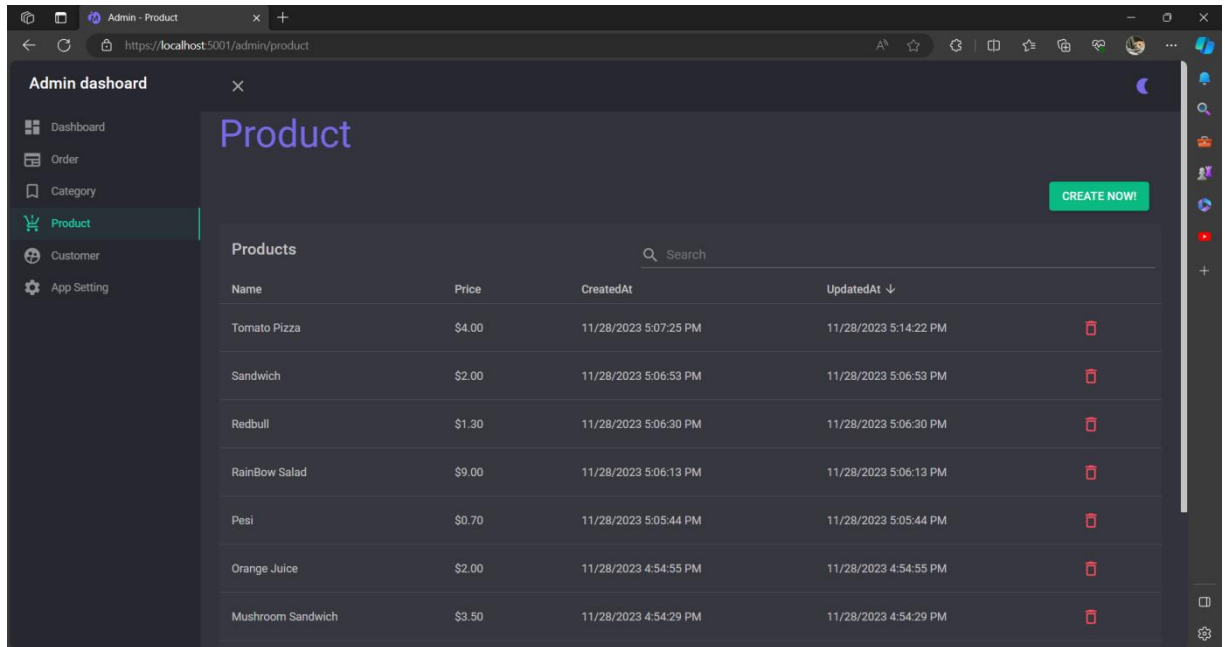 Admin - Product
https://localhost:5001/admin/product
Admin dashoard
Dashboard
Order
Category
Product
Customer
App Setting
Product
CREATE NOW!
Products
Search
Name Price CreatedAt UpdatedAt
Tomato Pizza $4.00 11/28/2023 5:07:25 PM 11/28/2023 5:14:22 PM
Sandwich $2.00 11/28/2023 5:06:53 PM 11/28/2023 5:06:53 PM
Redbull $1.30 11/28/2023 5:06:30 PM 11/28/2023 5:06:30 PM
RainBow Salad $9.00 11/28/2023 5:06:13 PM 11/28/2023 5:06:13 PM
Pesi $0.70 11/28/2023 5:05:44 PM 11/28/2023 5:05:44 PM
Orange Juice $2.00 11/28/2023 4:54:55 PM 11/28/2023 4:54:55 PM
Mushroom Sandwich $3.50 11/28/2023 4:54:29 PM 11/28/2023 4:54:29 PM